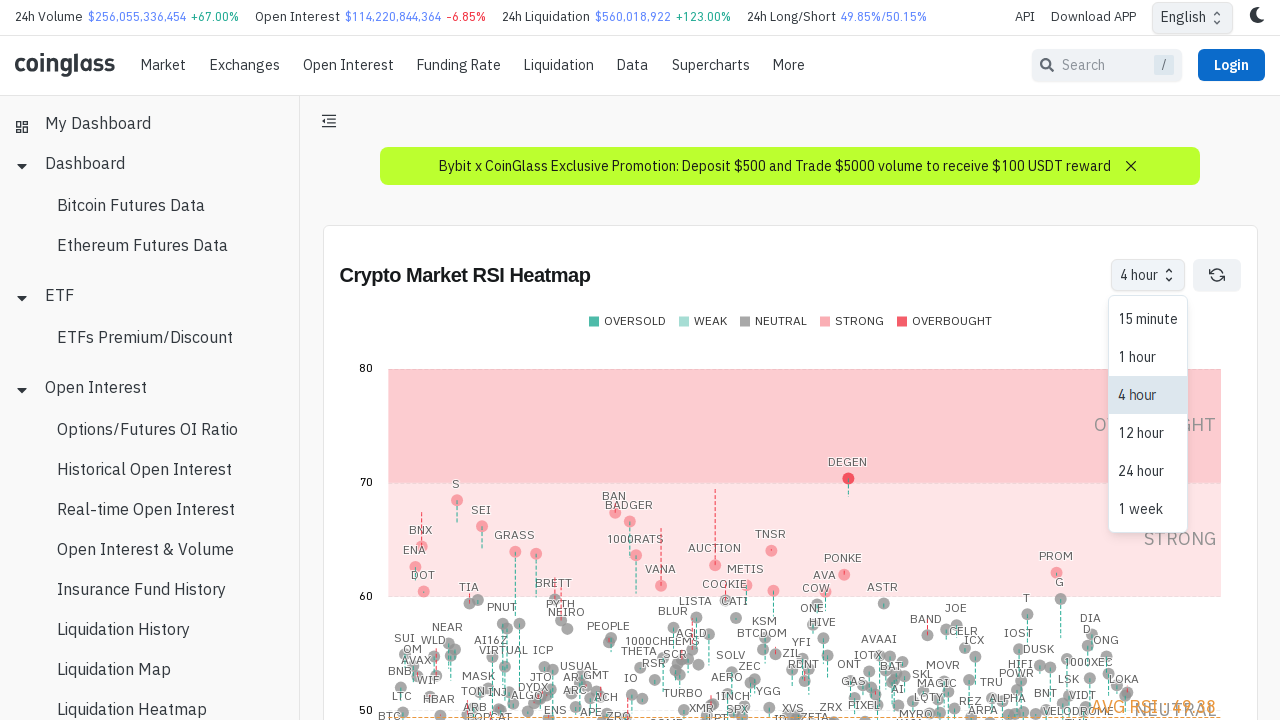 24h Volume $256,055,336,454 +67.00% Open Interest $114,220,844,364 -6.85% 24h Liquidation $560,018,922 +123.00% 24h Long/Short 49.85%/50.15% API Download APP English
coinglass Market Exchanges Open Interest Funding Rate Liquidation Data Supercharts More Search / Login
My Dashboard
Dashboard
Bitcoin Futures Data
Ethereum Futures Data
ETF
ETFs Premium/Discount
Open Interest
Options/Futures OI Ratio
Historical Open Interest
Real-time Open Interest
Open Interest & Volume
Insurance Fund History
Liquidation History
Liquidation Map
Liquidation Heatmap
Bybit x CoinGlass Exclusive Promotion: Deposit $500 and Trade $5000 volume to receive $100 USDT reward
Crypto Market RSI Heatmap
4 hour
15 minute
1 hour
4 hour
12 hour
24 hour
1 week
OVERSOLD WEAK NEUTRAL STRONG OVERBOUGHT
80
70
60
50
STRONG
NEUTRAL
DEGEN
S
SEI
BAN
BADGER
BNX
GRASS
1000RATS
TNSR
ENA
AUCTION
PONKE
PROM
DOT
VANA
METIS
AVA
G
TIA
BRETT
COOKIE
COW
ASTR
PNUT
PYTH
LISTA
CATI
T
NEIRO
BLUR
ONE
JOE
NEAR
PEOPLE
AGLD
KSM
HIVE
BAND
DIA
SUI
WLD
AI16Z
1000CHEEMS
BTCDOM
YFI
AVAAI
CELR
ICX
IOST
ONG
OM
VIRTUAL
ICP
THETA
SCR
SOLV
ZIL
IOTX
DUSK
AVAX
RSR
ZEC
RUNT
ONT
BAT
MOVR
HIFI
1000XEC
BNB
WIF
MASK
JTO
USUAL
GMT
IO
AERO
GAS
SKL
MAGIC
TRU
POWR
LSK
LOKA
LTC
HBAR
TON
INJ
DYDX
ARC
ACH
TURBO
1INCH
YGG
AI
LQTY
REZ
ALPHA
BNT
VIDT
BTC
ARB
ALGO
ENS
APE
ZRO
XMR
SPX
XVS
ZETA
ZRX
PIXEL
MYRO
ARPA
VELODROME